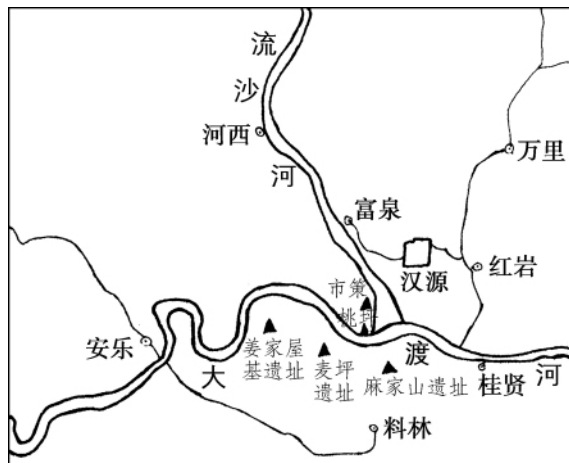 流
沙
河
河西
万里
富泉
汉源
红岩
市策
桃坪
安乐
姜家屋
基遗址
大
麦坪
遗址
渡
麻家山遗址
桂贤
河
料林